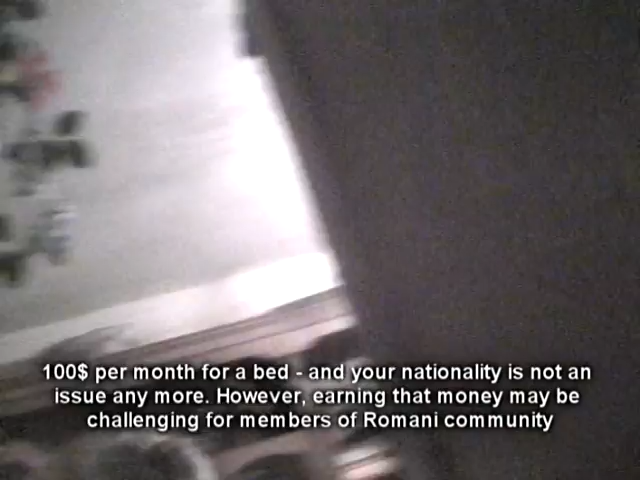 100$ per month for a bed - and your nationality is not an
issue any more. However, earning that money may be
challenging for members of Romani community